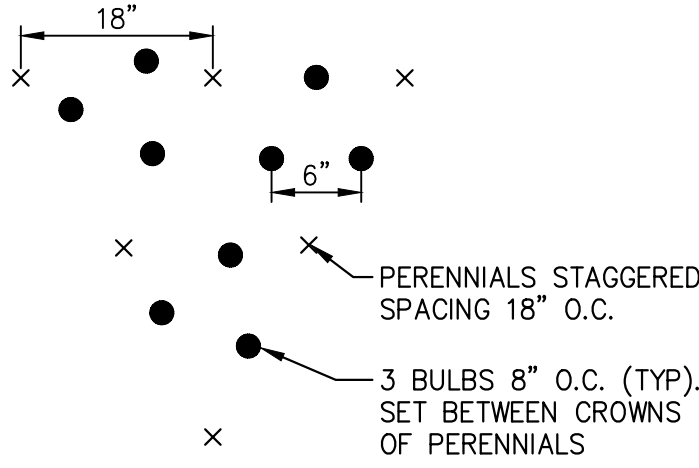 18”
6”
PERENNIALS STAGGERED
SPACING 18” O.C.
3 BULBS 8” O.C. (TYP).
SET BETWEEN CROWNS
OF PERENNIALS